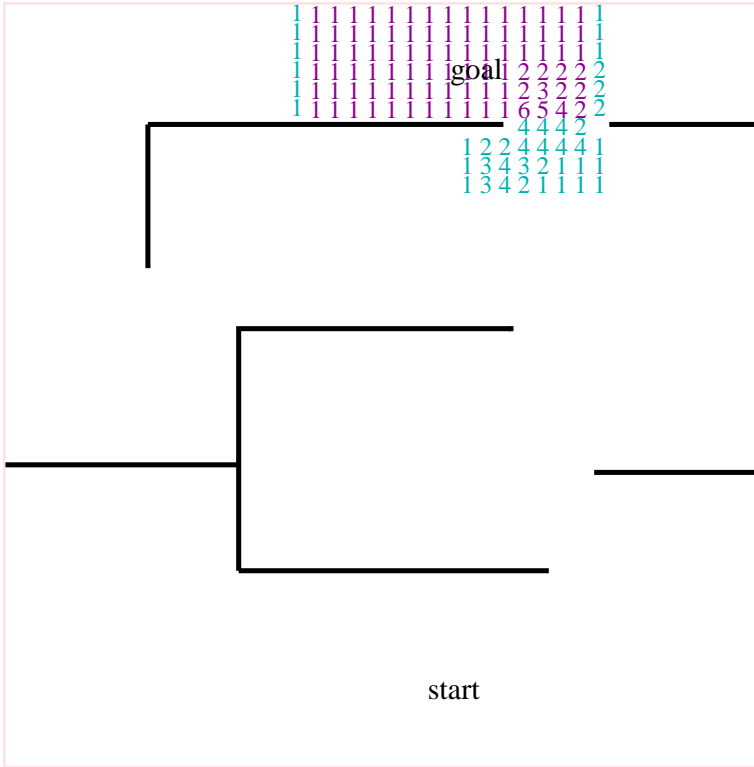 1 1 1 1 1 1 1 1 1 1 1 1 1 1 1 1 1
1 1 1 1 1 1 1 1 1 1 1 1 1 1 1 1 1
1 1 1 1 1 1 1 1 1 1 1 1 1 1 1 1 1
1 1 1 1 1 1 1 1 1 1 1 1 2 2 2 2 2
goal
1 1 1 1 1 1 1 1 1 1 1 1 2 3 2 2 2
1 1 1 1 1 1 1 1 1 1 1 1 6 5 4 2 2
4 4 4 2
1 2 2 4 4 4 4 1
1 3 4 3 2 1 1 1
1 3 4 2 1 1 1 1
start